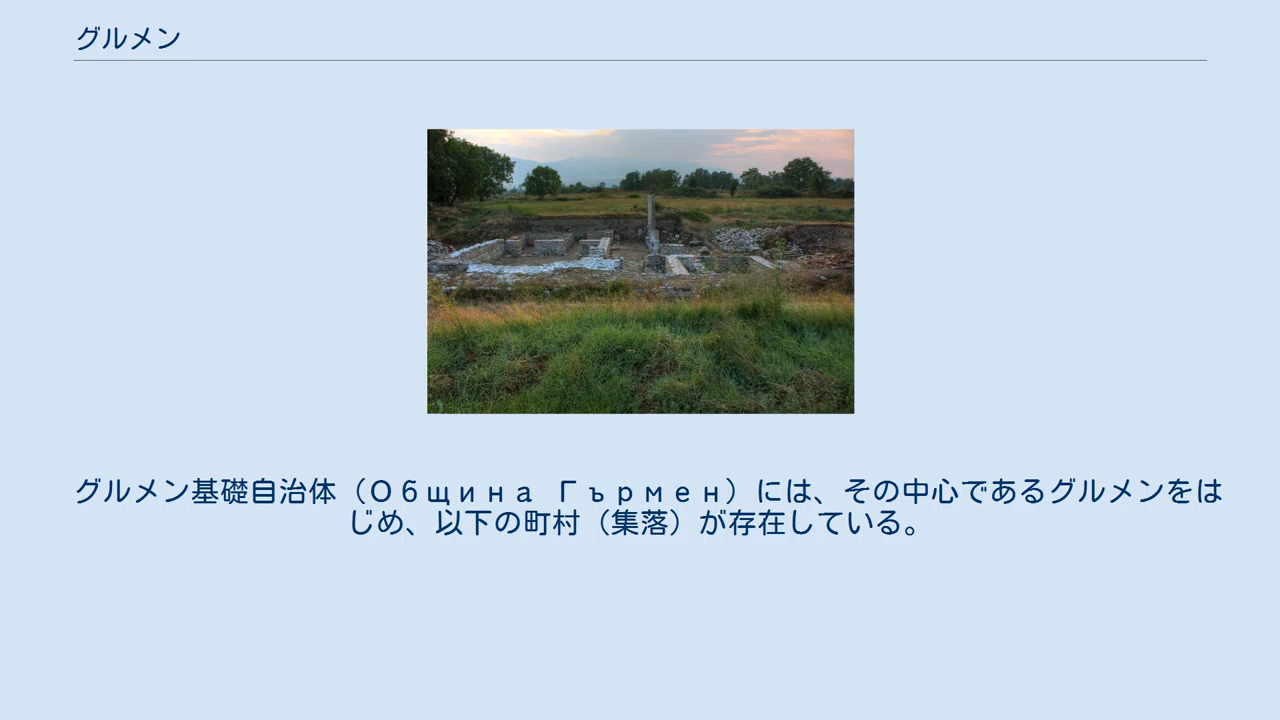 グルメン
グルメン基礎自治体（Община Гърмен）には、その中心であるグルメンをは
じめ、以下の町村（集落）が存在している。